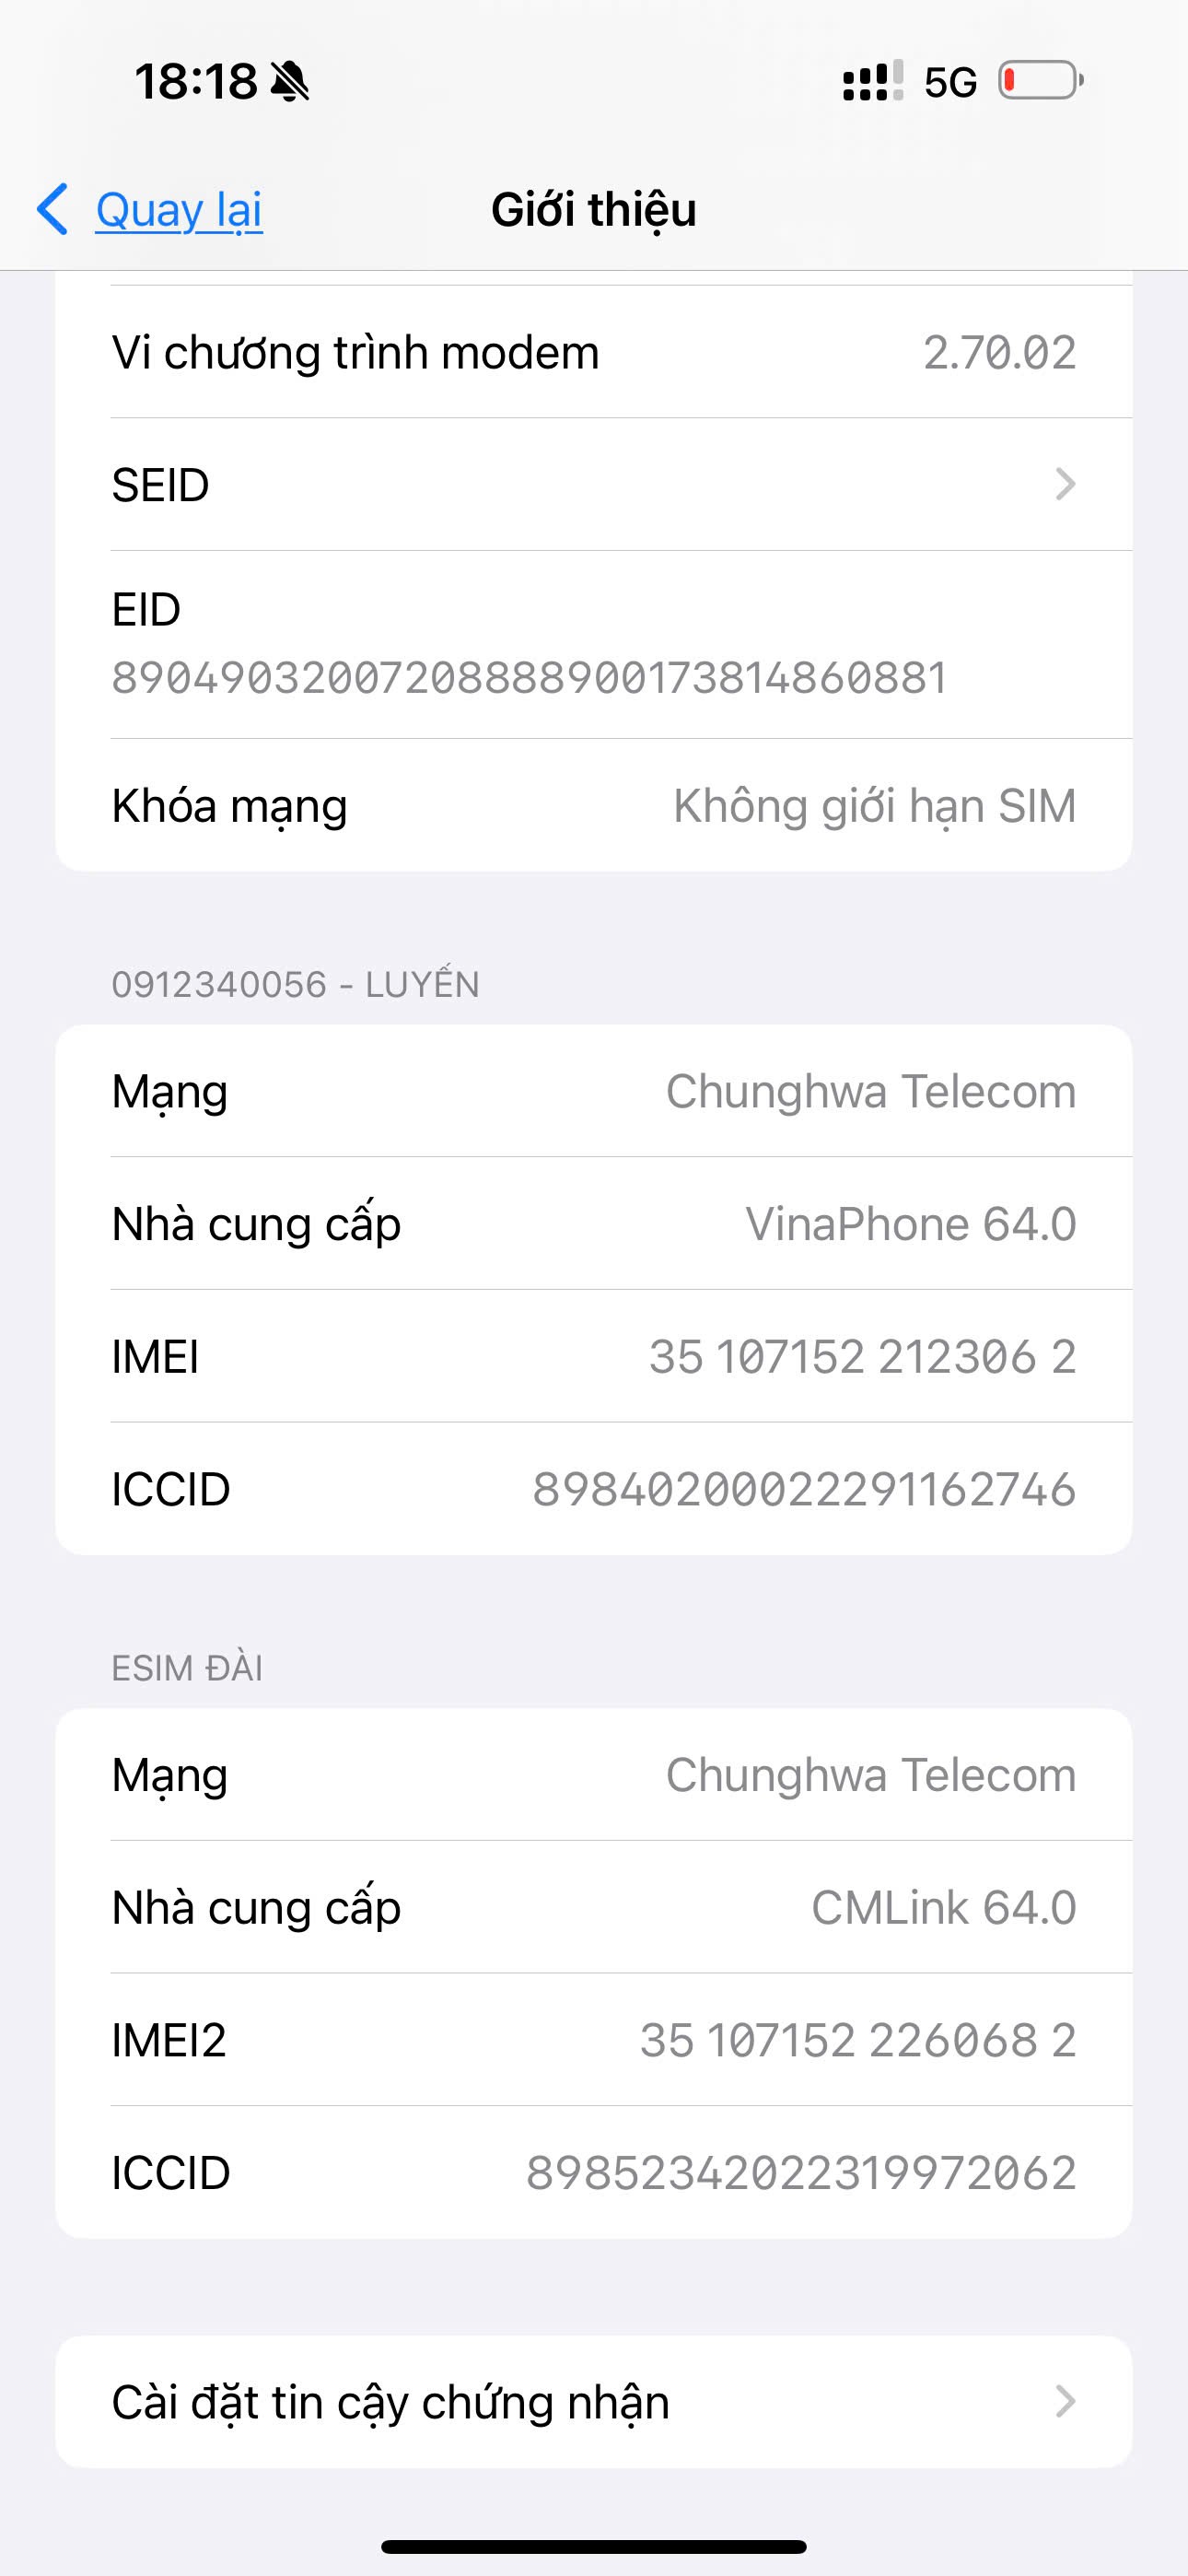 18:18
5G
Quay lại
Giới thiệu
Vi chương trình modem 2.70.02
SEID
EID
89049032007208888900173814860881
Khóa mạng Không giới hạn SIM
0912340056 - LUYẾN
Mạng Chunghwa Telecom
Nhà cung cấp VinaPhone 64.0
IMEI 35 107152 212306 2
ICCID 89840200022291162746
ESIM ĐÀI
Mạng Chunghwa Telecom
Nhà cung cấp CMLink 64.0
IMEI2 35 107152 226068 2
ICCID 89852342022319972062
Cài đặt tin cậy chứng nhận